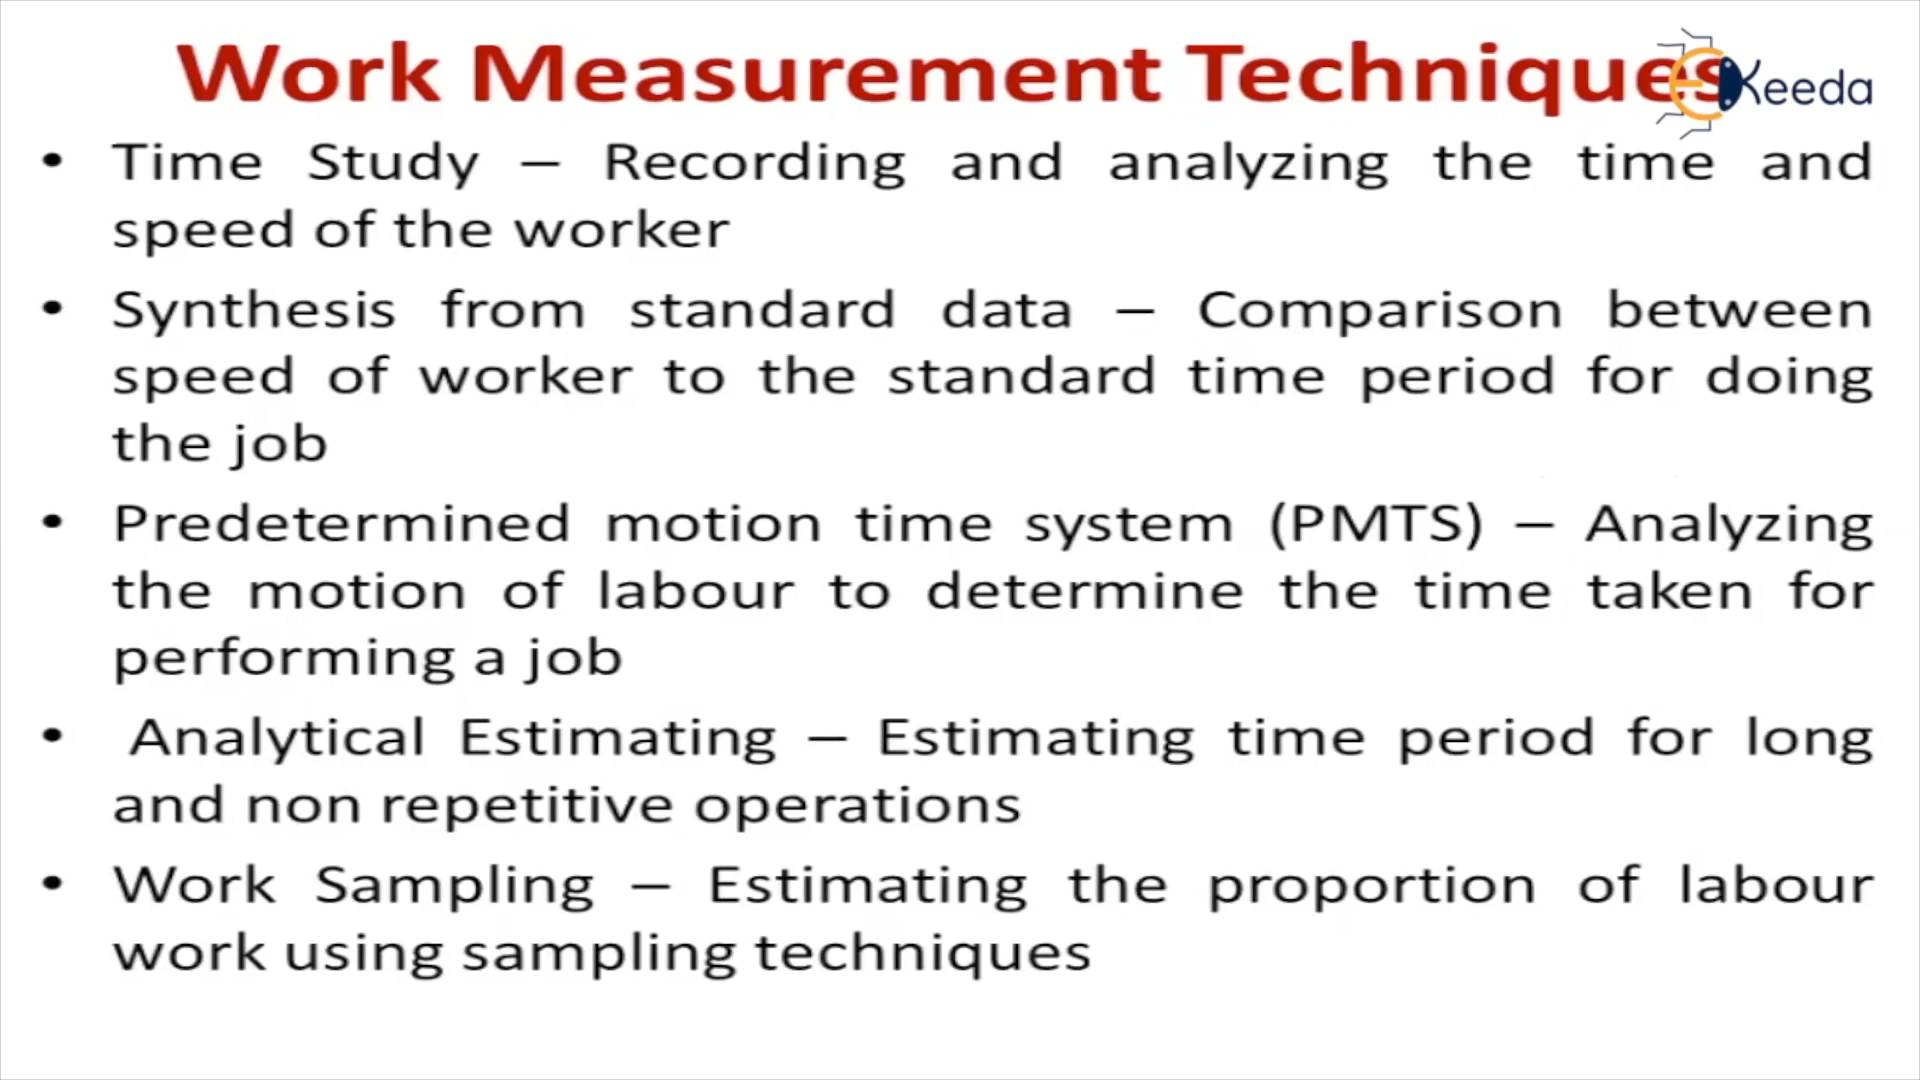 Work Measurement Techniques
Keeda
• Time Study – Recording and analyzing the time and
speed of the worker
• Synthesis from standard data – Comparison between
speed of worker to the standard time period for doing
the job
• Predetermined motion time system (PMTS) – Analyzing
the motion of labour to determine the time taken for
performing a job
• Analytical Estimating – Estimating time period for long
and non repetitive operations
• Work Sampling – Estimating the proportion of labour
work using sampling techniques